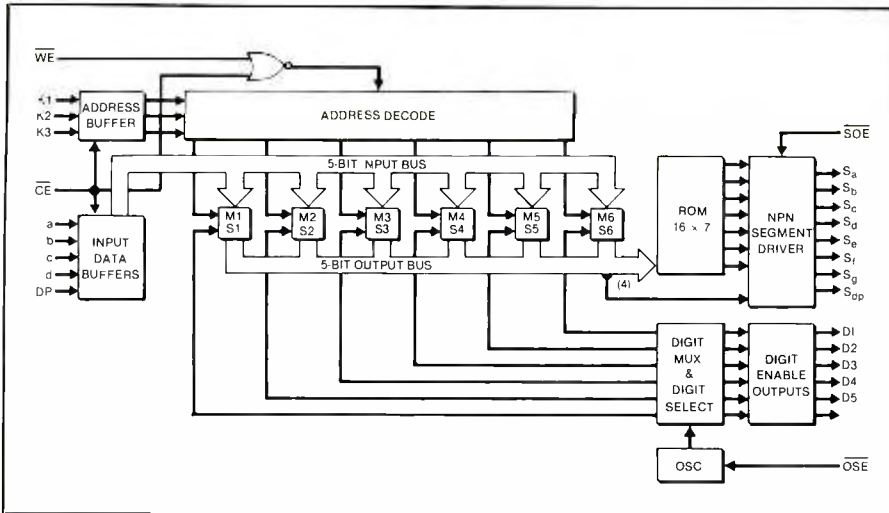 WE
K1
K2
K3
ADDRESS
BUFFER
ADDRESS DECODE
CE
5-BIT NPUT BUS
SOE
a
b
c
d
DP
INPUT
DATA
BUFFERS
M1
S1
M2
S2
M3
S3
M4
S4
M5
S5
M6
S6
5-BIT OUTPUT BUS
(4)
ROM
16 × 7
NPN
SEGMENT
DRIVER
Sa
Sb
Sc
Sd
Se
Sf
Sg
Sdp
DIGIT
MUX
&
DIGIT
SELECT
DIGIT
ENABLE
OUTPUTS
D1
D2
D3
D4
D5
OSC
OSE